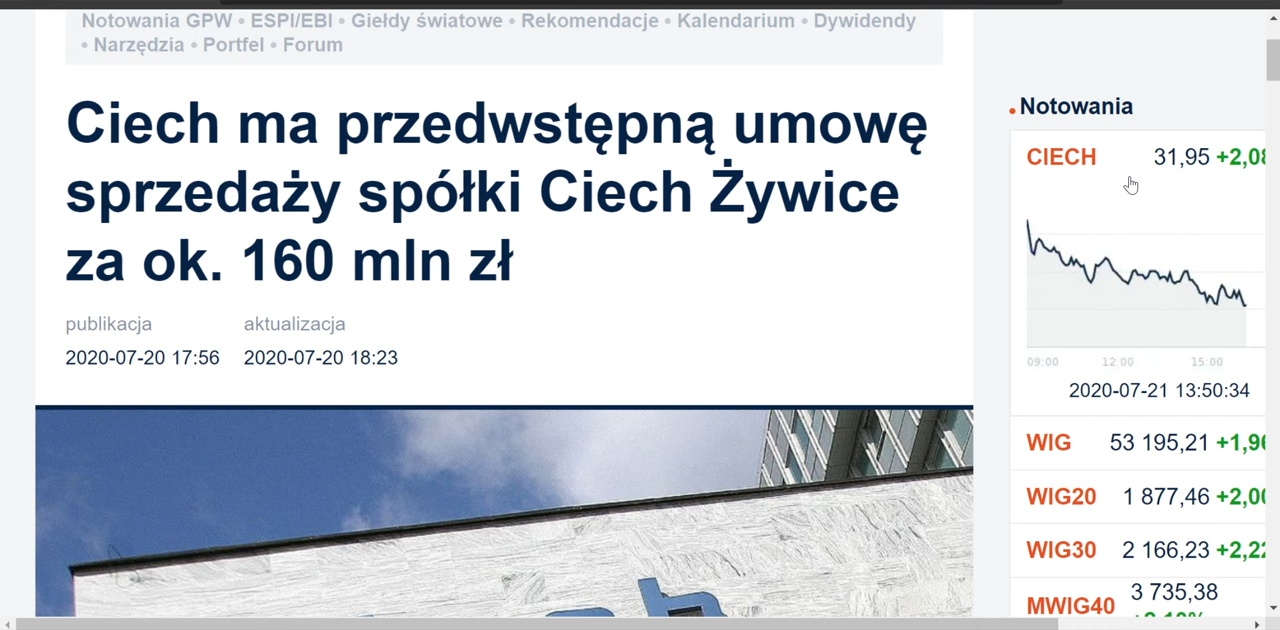 Notowania GPW • ESPI/EBI • Giełdy światowe • Rekomendacje • Kalendarium • Dywidendy
• Narzędzia • Portfel • Forum
Ciech ma przedwstępną umowę
sprzedaży spółki Ciech Żywice
za ok. 160 mln zł
publikacja aktualizacja
2020-07-20 17:56 2020-07-20 18:23
Notowania
CIECH 31,95
09:00 12:00 15:00
2020-07-21 13:50:34
WIG 53 195,21
WIG20 1 877,46
WIG30 2 166,23
MWIG40 3 735,38